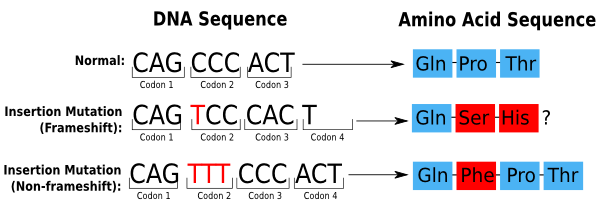 DNA Sequence Amino Acid Sequence
Normal: CAG CCC ACT Gln Pro Thr
Codon 1 Codon 2 Codon 3
Insertion Mutation
(Frameshift): CAG TCC CAC T Gln Ser His ?
Codon 1 Codon 2 Codon 3 Codon 4
Insertion Mutation
(Non-frameshift): CAG TTT CCC ACT Gln Phe Pro Thr
Codon 1 Codon 2 Codon 3 Codon 4